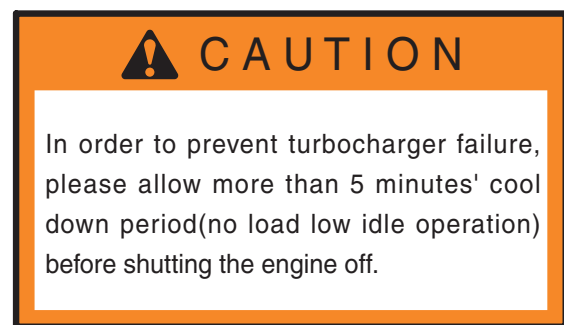 CAUTION
In order to prevent turbocharger failure,
please allow more than 5 minutes' cool
down period(no load low idle operation)
before shutting the engine off.